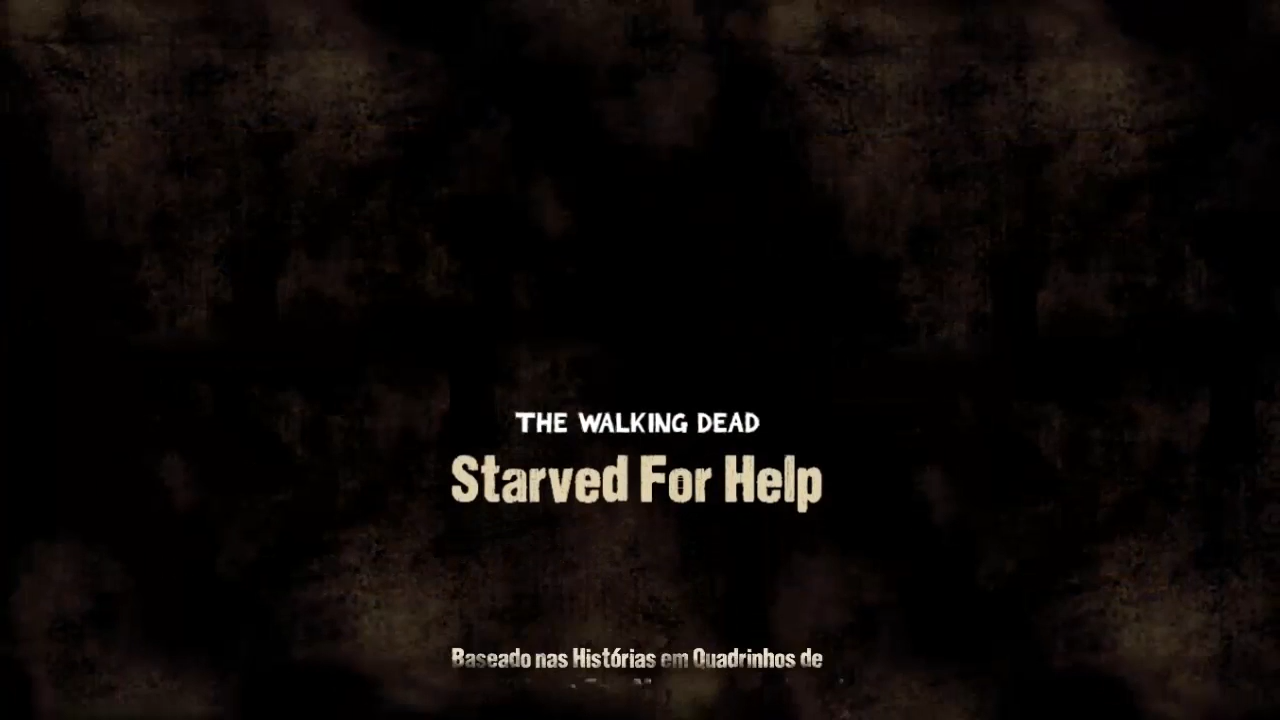 THE WALKING DEAD
Starved For Help
Baseado nas Histórias em Quadrinhos de